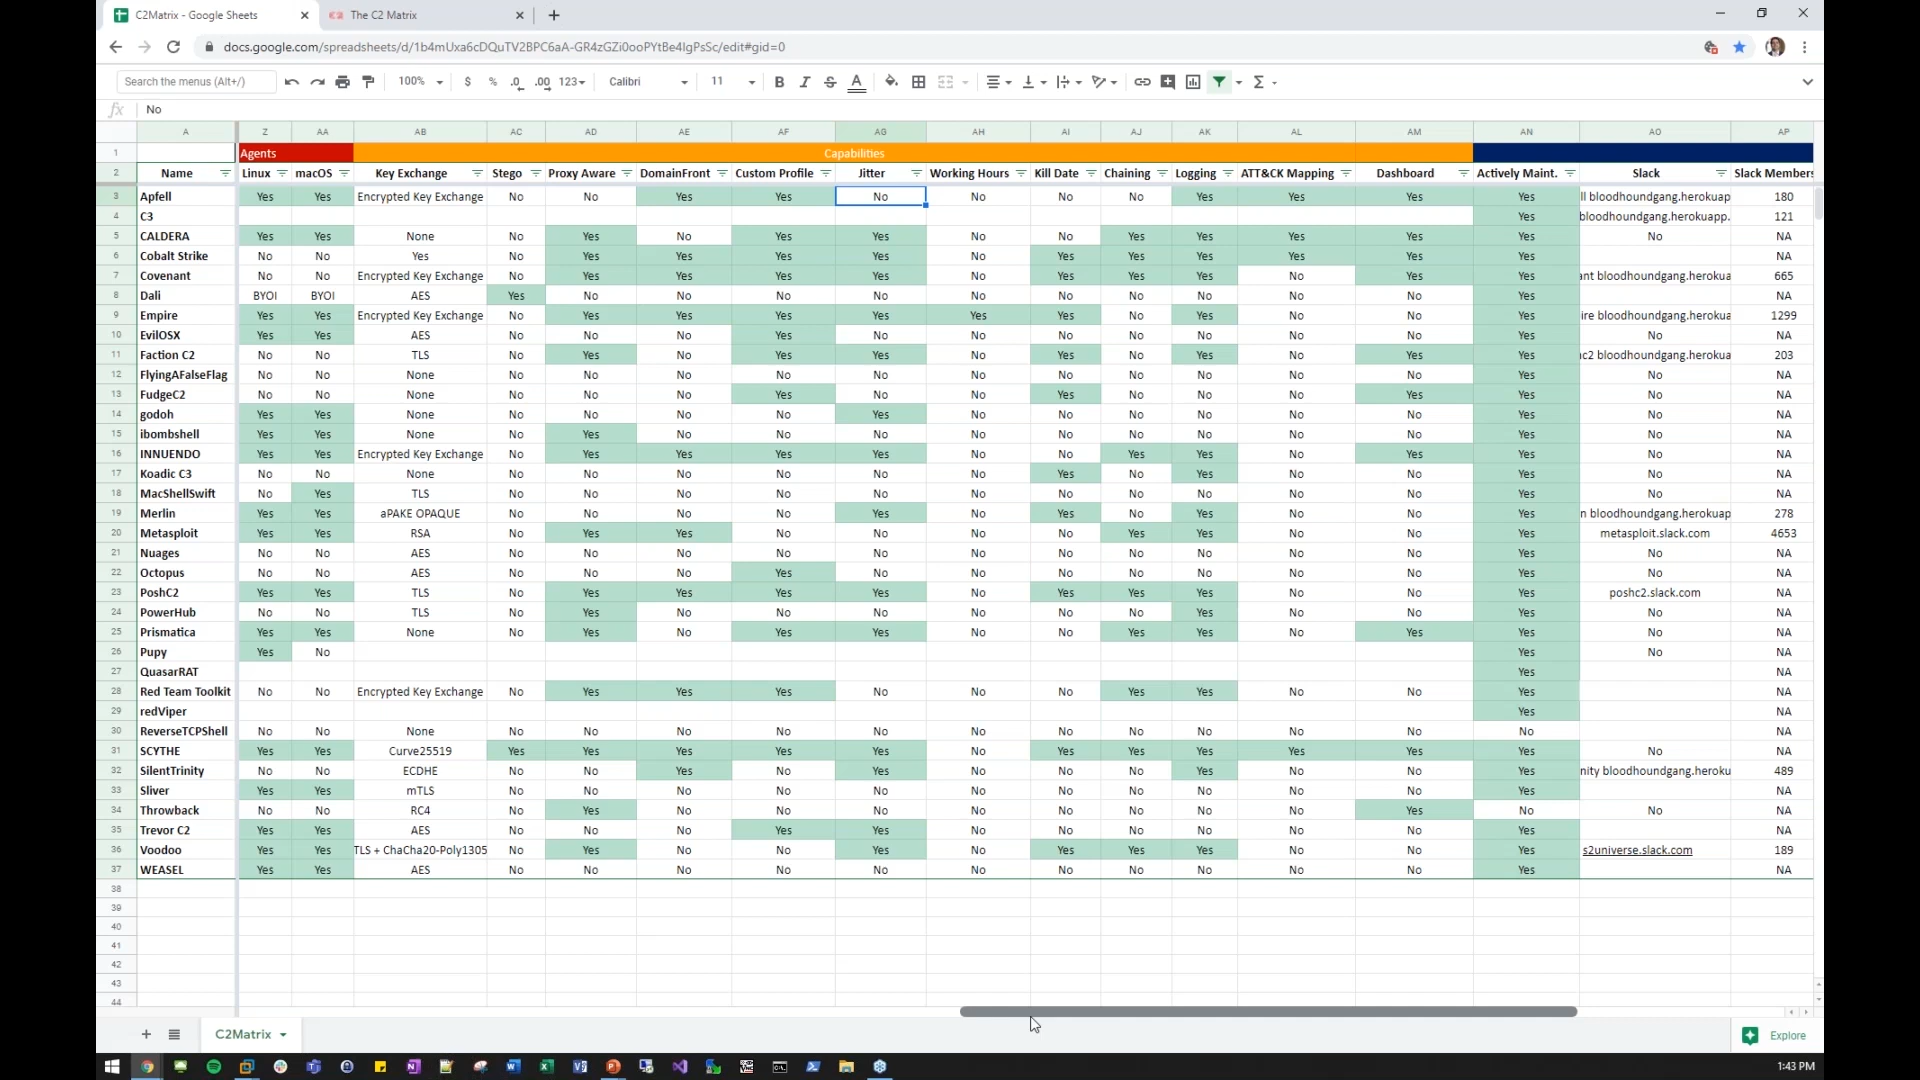 C2Matrix - Google Sheets
The C2 Matrix
docs.google.com/spreadsheets/d/1b4mUxa6cDQuTV2BPC6aA-GR4zGZi0ooPYtBe4IgPsSc/edit#gid=0
Search the menus (Alt+/) 100% $ % .0 .00 123 Calibri 11 B I S A
fx No
A Z AA AB AC AD AE AF AG AH AI AJ AK AL AM AN AO AP
1 Agents Capabilities
2 Name Linux macOS Key Exchange Stego Proxy Aware DomainFront Custom Profile Jitter Working Hours Kill Date Chaining Logging ATT&CK Mapping Dashboard Actively Maint. Slack Slack Members
3 Apfell Yes Yes Encrypted Key Exchange No No Yes Yes No No No No Yes Yes Yes Yes ll bloodhoundgang.herokuap 180
4 C3 Yes bloodhoundgang.herokuapp. 121
5 CALDERA Yes Yes None No Yes No Yes Yes No No Yes Yes Yes Yes Yes No NA
6 Cobalt Strike No No Yes No Yes Yes Yes Yes No Yes Yes Yes Yes Yes Yes NA
7 Covenant No No Encrypted Key Exchange No Yes Yes Yes Yes No Yes Yes Yes No Yes Yes ant bloodhoundgang.herokua 665
8 Dali BYOI BYOI AES Yes No No No No No No No No No No Yes NA
9 Empire Yes Yes Encrypted Key Exchange No Yes Yes Yes Yes Yes Yes No Yes No No Yes ire bloodhoundgang.herokua 1299
10 EvilOSX Yes Yes AES No No No Yes No No No No No No No Yes No NA
11 Faction C2 No No TLS No Yes No Yes Yes No Yes No Yes No Yes Yes nc2 bloodhoundgang.herokua 203
12 FlyingAFalseFlag No No None No No No No No No No No No No No Yes No NA
13 FudgeC2 No No None No No No Yes No No Yes No No No Yes Yes No NA
14 godoh Yes Yes None No No No No Yes No No No No No No Yes No NA
15 ibombshell Yes Yes None No Yes No No No No No No No No No Yes No NA
16 INNUENDO Yes Yes Encrypted Key Exchange No Yes Yes Yes Yes No No Yes Yes No Yes Yes No NA
17 Koadic C3 No No None No No No No No No Yes No Yes No No Yes No NA
18 MacShellSwift No Yes TLS No No No No No No No No No No No Yes No NA
19 Merlin Yes Yes aPAKE OPAQUE No No No No Yes No Yes No Yes No No Yes n bloodhoundgang.herokuap 278
20 Metasploit Yes Yes RSA No Yes Yes No No No No Yes Yes No No Yes metasploit.slack.com 4653
21 Nuages No No AES No No No No No No No No No No No Yes No NA
22 Octopus No No AES No No No Yes No No No No No No No Yes No NA
23 PoshC2 Yes Yes TLS No Yes Yes Yes Yes No Yes Yes Yes No No Yes poshc2.slack.com NA
24 PowerHub No No TLS No Yes No No No No No No Yes No No Yes No NA
25 Prismatica Yes Yes None No Yes No Yes Yes No No Yes Yes No Yes Yes No NA
26 Pupy Yes No Yes No NA
27 QuasarRAT Yes NA
28 Red Team Toolkit No No Encrypted Key Exchange No Yes Yes Yes No No No Yes Yes No No Yes NA
29 redViper Yes NA
30 ReverseTCPShell No No None No No No No No No No No No No No No NA
31 SCYTHE Yes Yes Curve25519 Yes Yes Yes Yes Yes No Yes Yes Yes Yes Yes Yes No NA
32 SilentTrinity No No ECDHE No No Yes No Yes No No No Yes No No Yes nity bloodhoundgang.heroku 489
33 Sliver Yes Yes mTLS No No No No No No No No No No No Yes NA
34 Throwback No No RC4 No Yes No No No No No No No No Yes No No NA
35 Trevor C2 Yes Yes AES No No No Yes Yes No No No No No No Yes NA
36 Voodoo Yes Yes TLS + ChaCha20-Poly1305 No Yes No No Yes No Yes Yes Yes No No Yes s2universe.slack.com 189
37 WEASEL Yes Yes AES No No No No No No No No No No No Yes NA
38
39
40
41
42
43
44
C2Matrix Explore
1:43 PM